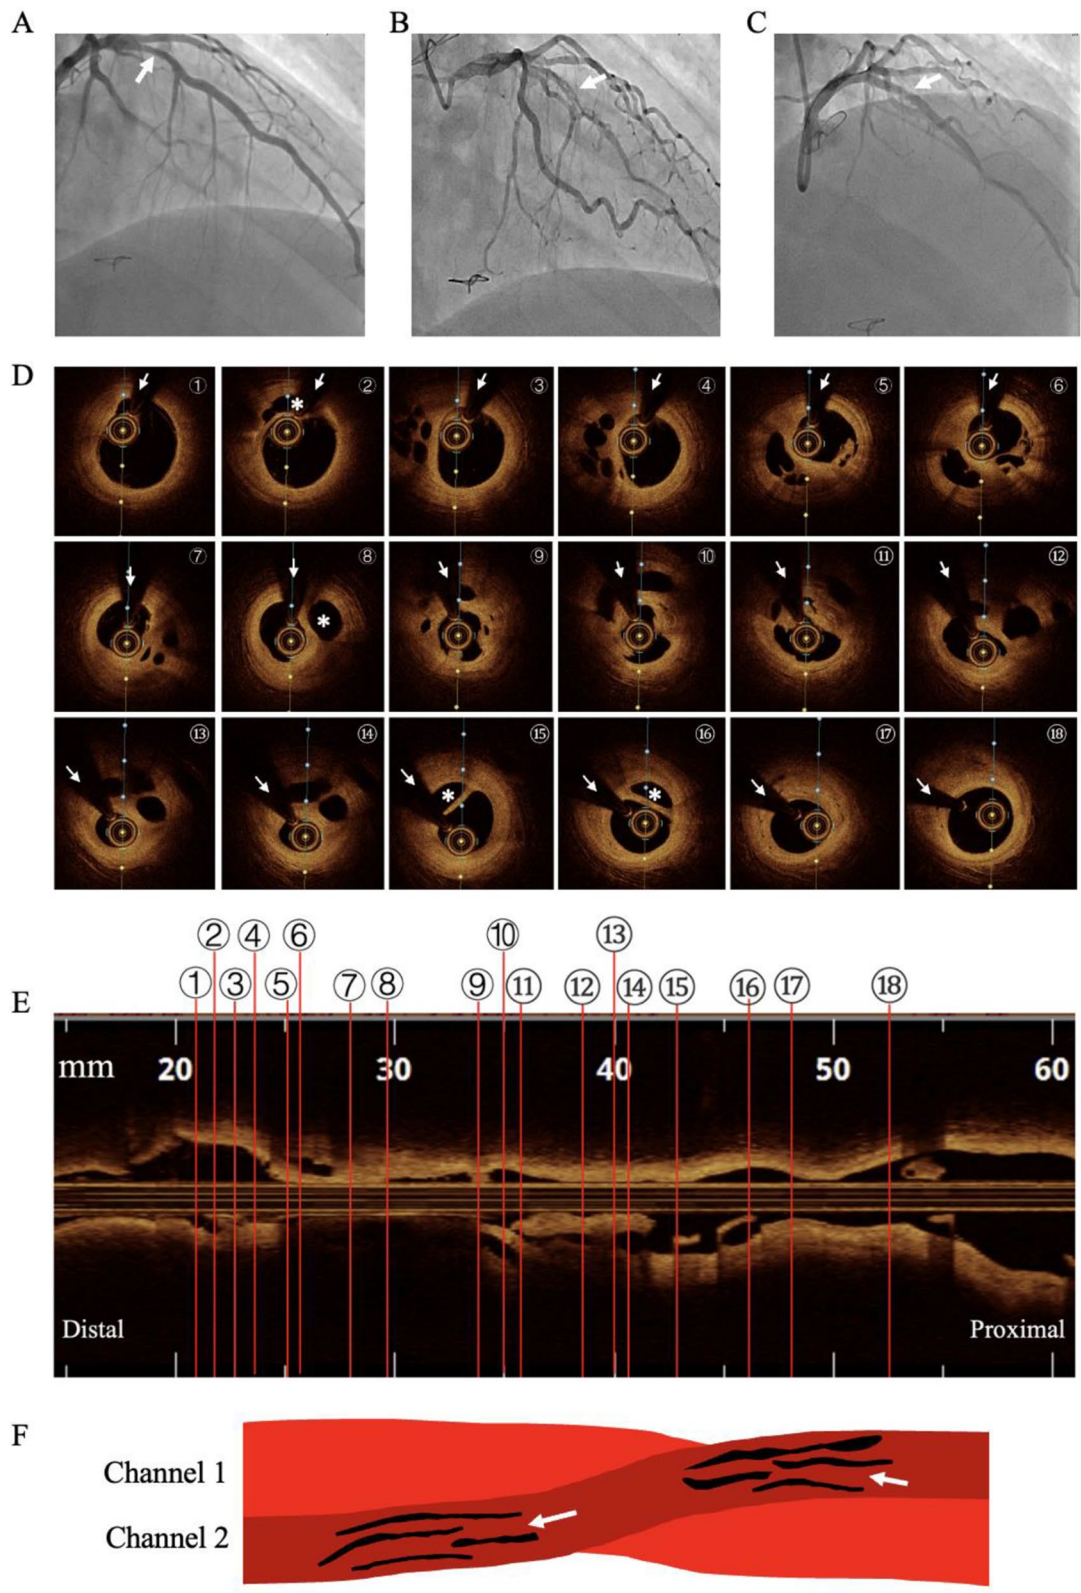 A
B
C
D
① ② ③ ④ ⑤ ⑥
* 
⑦ ⑧ ⑨ ⑩ ⑪ ⑫
*
⑬ ⑭ ⑮ ⑯ ⑰ ⑱
* *
② ④ ⑥ ⑩ ⑬
① ③ ⑤ ⑦ ⑧ ⑨ ⑪ ⑫ ⑭ ⑮ ⑯ ⑰ ⑱
E
mm 20 30 40 50 60
Distal Proximal
F
Channel 1
Channel 2